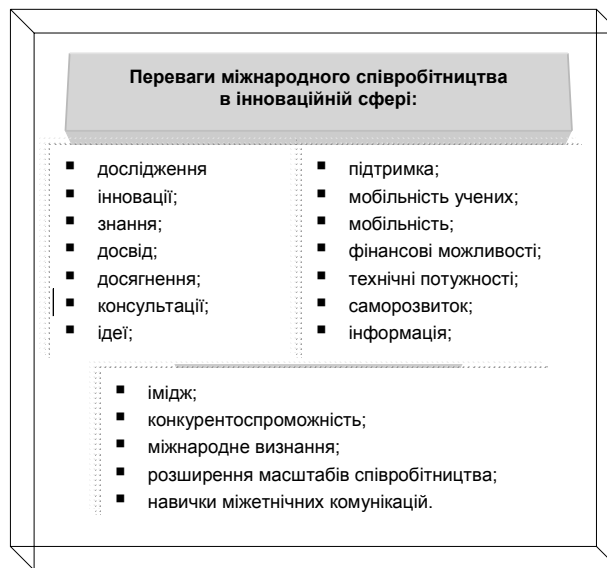 Переваги міжнародного співробітництва
в інноваційній сфері:
дослідження
інновації;
знання;
досвід;
досягнення;
консультації;
ідеї;
підтримка;
мобільність учених;
мобільність;
фінансові можливості;
технічні потужності;
саморозвиток;
інформація;
імідж;
конкурентоспроможність;
міжнародне визнання;
розширення масштабів співробітництва;
навички міжетнічних комунікацій.